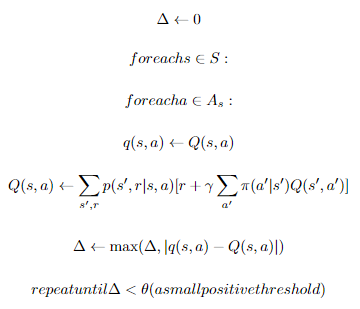 Δ ← 0
foreachs ∈ S :
foreacha ∈ A_s :
q(s, a) ← Q(s, a)
Q(s, a) ← ∑_{s',r} p(s', r|s, a)[r + γ ∑_{a'} π(a'|s')Q(s', a')]
Δ ← max(Δ, |q(s, a) − Q(s, a)|)
repeatuntilΔ < θ(asmallpositivethreshold)